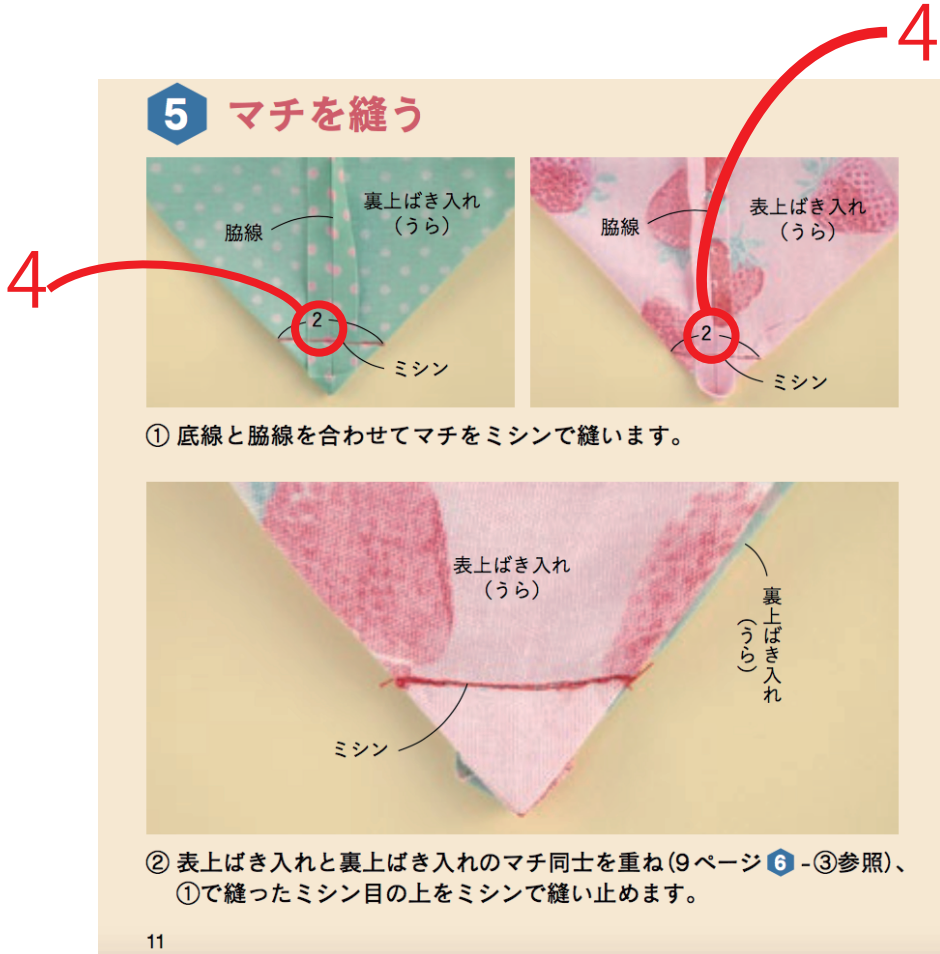 4
5 マチを縫う
脇線
裏上ばき入れ
（うら）
4
2
ミシン
脇線
表上ばき入れ
（うら）
2
ミシン
① 底線と脇線を合わせてマチをミシンで縫います。
表上ばき入れ
（うら）
裏上ばき入れ
（うら）
ミシン
② 表上ばき入れと裏上ばき入れのマチ同士を重ね（9ページ 6 -③参照）、
①で縫ったミシン目の上をミシンで縫い止めます。
11